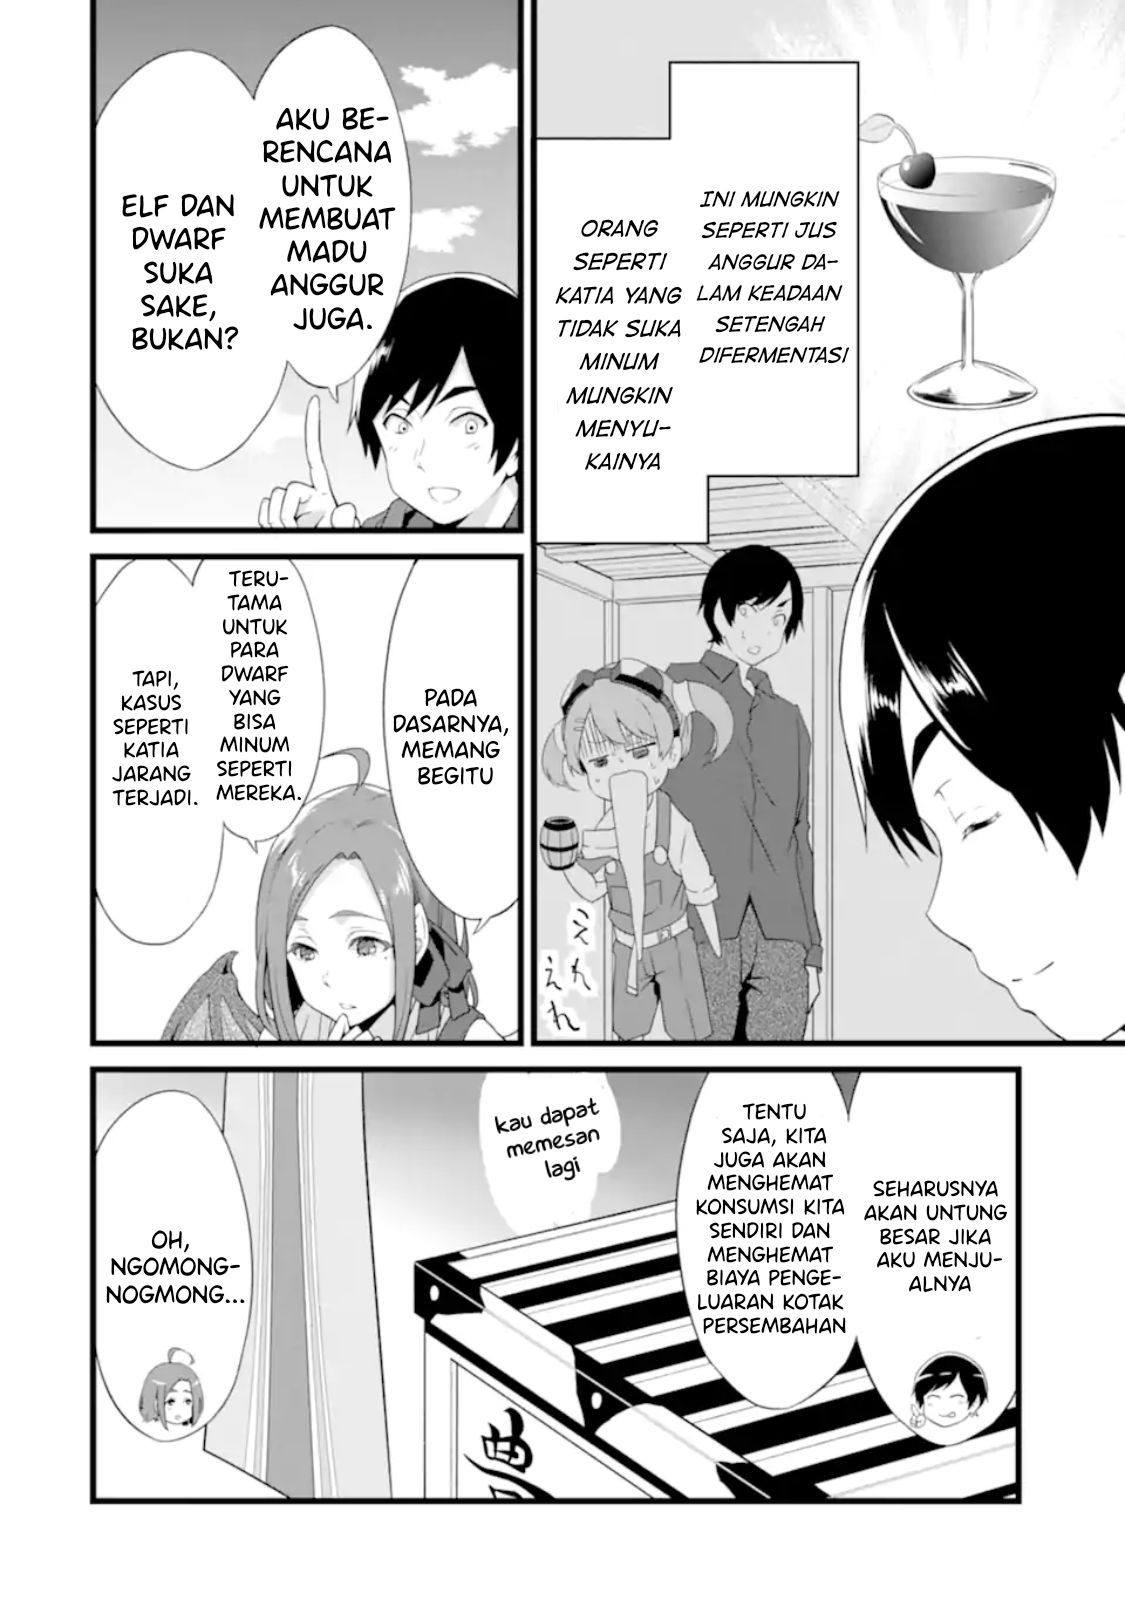 INI MUNGKIN
SEPERTI JUS
ANGGUR DA-
LAM KEADAAN
SETENGAH
DIFERMENTASI
ORANG
SEPERTI
KATIA YANG
TIDAK SUKA
MINUM
MUNGKIN
MENYU-
KAINYA
えれ
えれ
AKU BE-
RENCANA
UNTUK
MEMBUAT
MADU
ANGGUR
JUGA.
ELF DAN
DWARF
SUKA
SAKE,
BUKAN?
PADA
DASARNYA,
MEMANG
BEGITU
TERU-
TAMA
UNTUK
PARA
DWARF
YANG
BISA
MINUM
SEPERTI
MEREKA.
TAPI,
KASUS
SEPERTI
KATIA
JARANG
TERJADI.
SEHARUSNYA
AKAN UNTUNG
BESAR JIKA
AKU MENJU-
ALNYA
TENTU
SAJA, KITA
JUGA AKAN
MENGHEMAT
KONSUMSI KITA
SENDIRI DAN
MENGHEMAT
BIAYA PENGE-
LUARAN KOTAK
PERSEMBAHAN
kau dapat
memesan
lagi
OH,
NGOMONG-
NOGMONG...